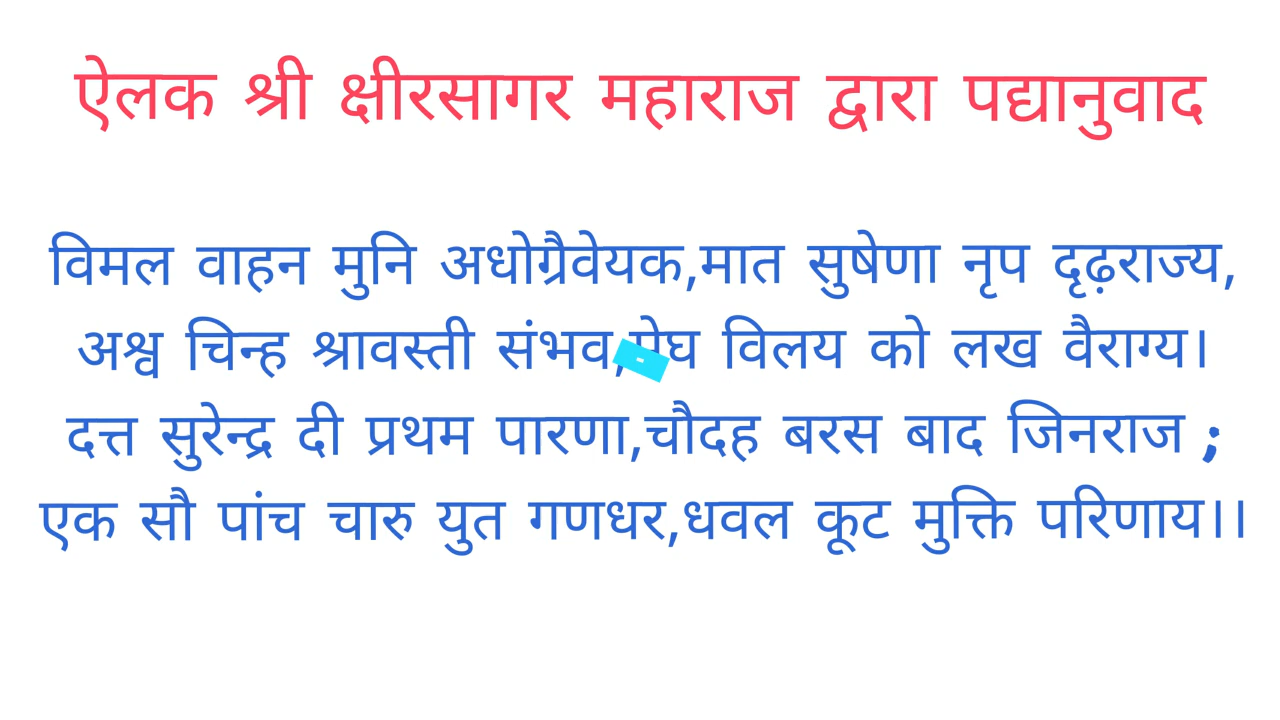 ऐलक श्री क्षीरसागर महाराज द्वारा पद्यानुवाद
विमल वाहन मुनि अधोग्रैवेयक,मात सुषेणा नृप दृढ़राज्य,
अश्व चिन्ह श्रावस्ती संभव,मेघ विलय को लख वैराग्य।
दत्त सुरेन्द्र दी प्रथम पारणा,चौदह बरस बाद जिनराज ;
एक सौ पांच चारु युत गणधर,धवल कूट मुक्ति परिणाय।।